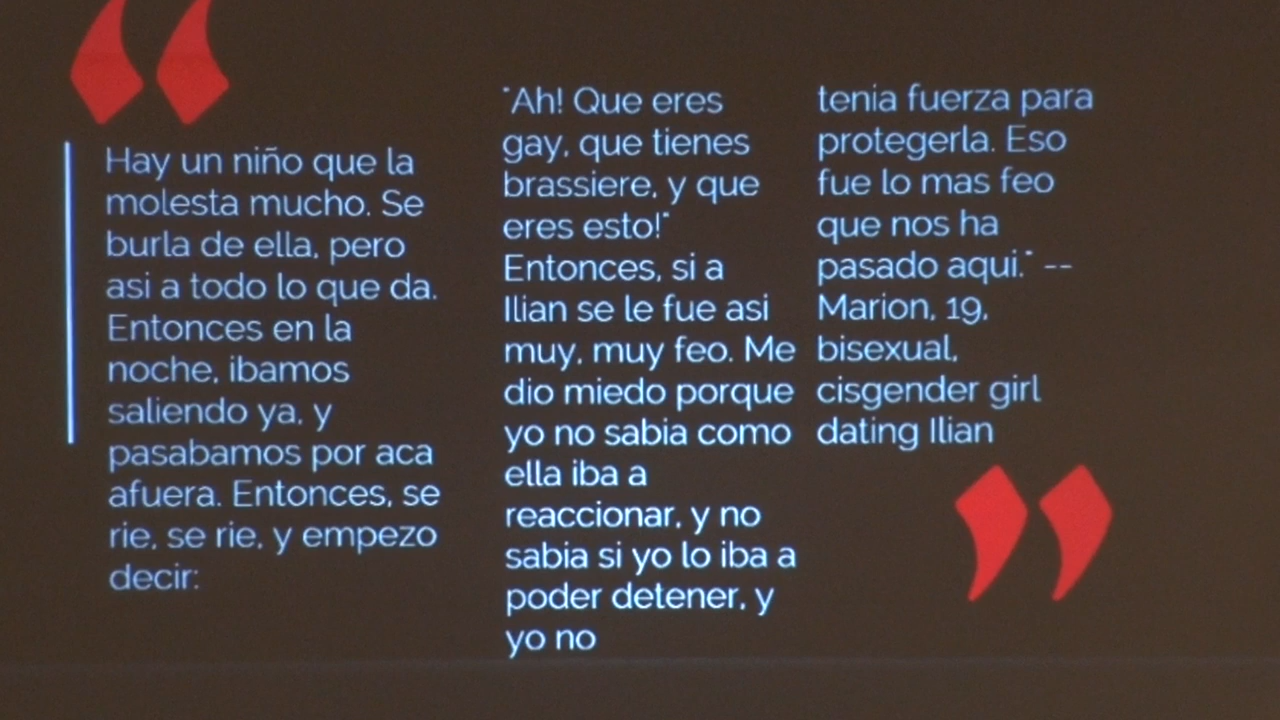 Hay un niño que la
molesta mucho. Se
burla de ella, pero
asi a todo lo que da.
Entonces en la
noche, ibamos
saliendo ya, y
pasabamos por aca
afuera. Entonces, se
rie, se rie, y empezo
decir:
"Ah! Que eres
gay, que tienes
brassiere, y que
eres esto!"
Entonces, si a
Ilian se le fue asi
muy, muy feo. Me
dio miedo porque
yo no sabia como
ella iba a
reaccionar, y no
sabia si yo lo iba a
poder detener, y
yo no
tenia fuerza para
protegerla. Eso
fue lo mas feo
que nos ha
pasado aqui." --
Marion, 19,
bisexual,
cisgender girl
dating Ilian